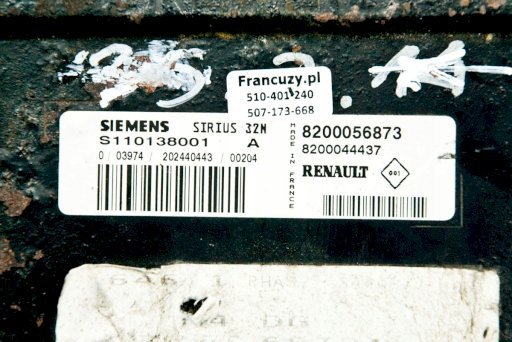 Francuzy.pl
510-401-240
507-173-668
SIEMENS SIRIUS 32N
S110138001 A
0 / 03974 / 202440443 / 00204
MADE IN FRANCE
8200056873
8200044437
RENAULT 001